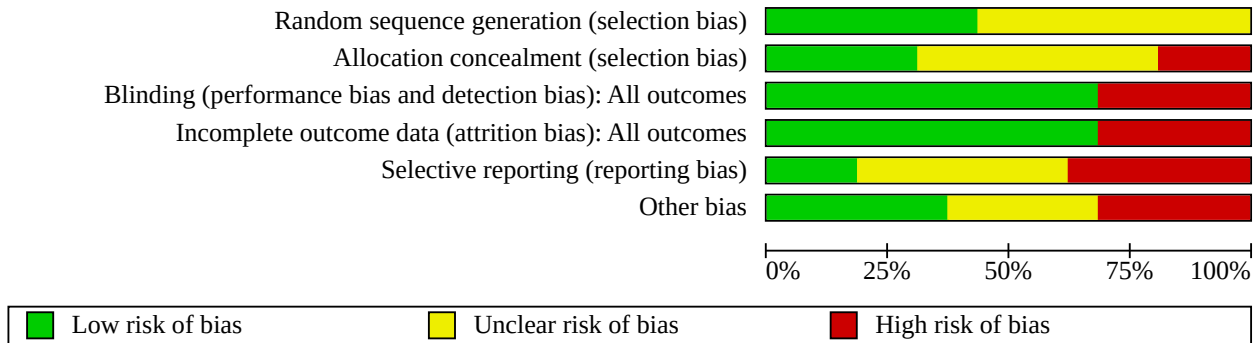 Random sequence generation (selection bias)
Allocation concealment (selection bias)
Blinding (performance bias and detection bias): All outcomes
Incomplete outcome data (attrition bias): All outcomes
Selective reporting (reporting bias)
Other bias
0% 25% 50% 75% 100%
Low risk of bias Unclear risk of bias High risk of bias